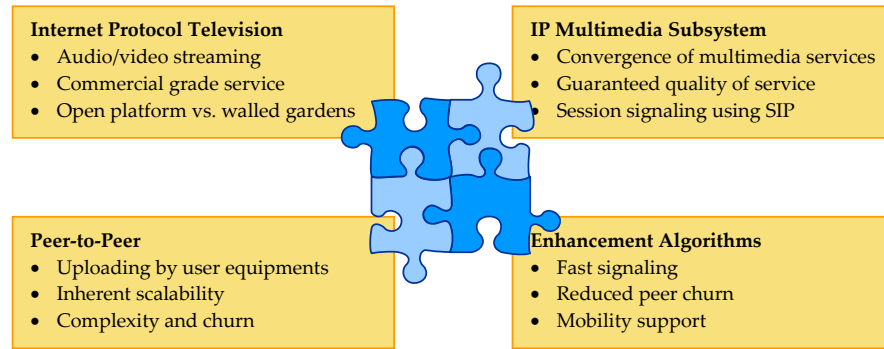 Internet Protocol Television
• Audio/video streaming
• Commercial grade service
• Open platform vs. walled gardens
IP Multimedia Subsystem
• Convergence of multimedia services
• Guaranteed quality of service
• Session signaling using SIP
Peer-to-Peer
• Uploading by user equipments
• Inherent scalability
• Complexity and churn
Enhancement Algorithms
• Fast signaling
• Reduced peer churn
• Mobility support